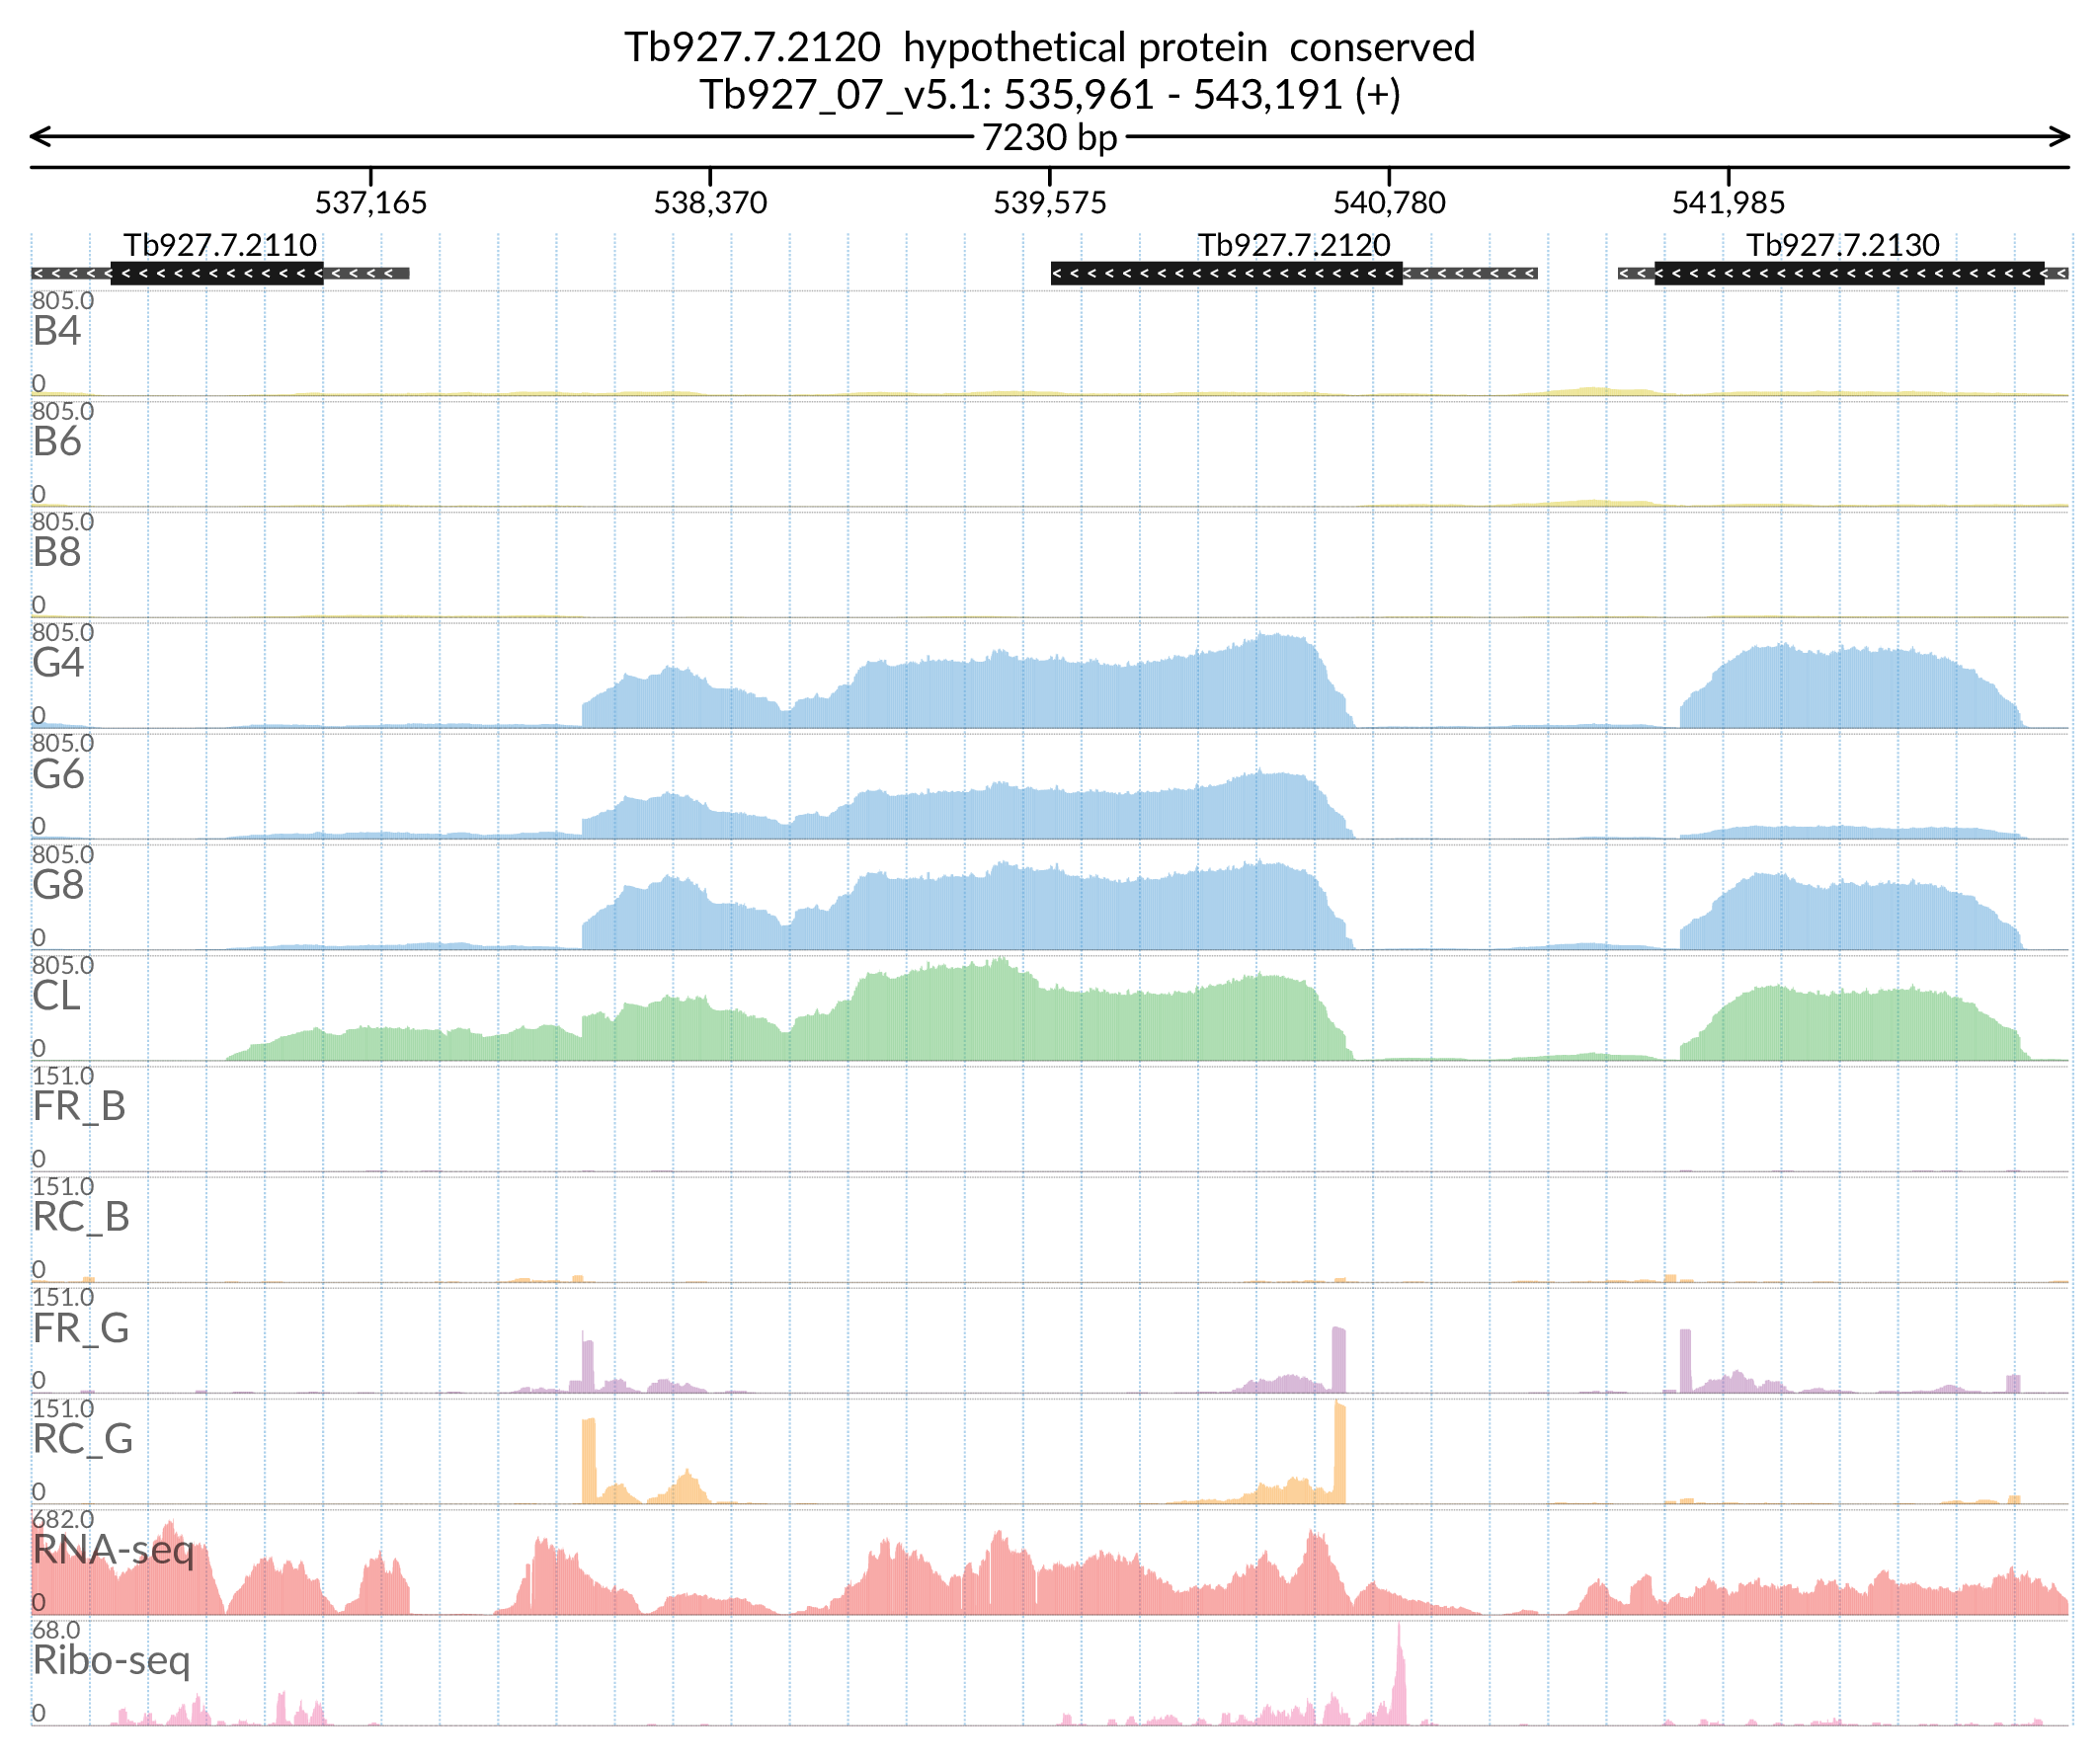 Tb927.7.2120 hypothetical protein conserved
Tb927_07_v5.1: 535,961 - 543,191 (+)
7230 bp
537,165 538,370 539,575 540,780 541,985
Tb927.7.2110 Tb927.7.2120 Tb927.7.2130
805.0
B4
0
805.0
B6
0
805.0
B8
0
805.0
G4
0
805.0
G6
0
805.0
G8
0
805.0
CL
0
151.0
FR_B
0
151.0
RC_B
0
151.0
FR_G
0
151.0
RC_G
0
682.0
RNA-seq
0
68.0
Ribo-seq
0